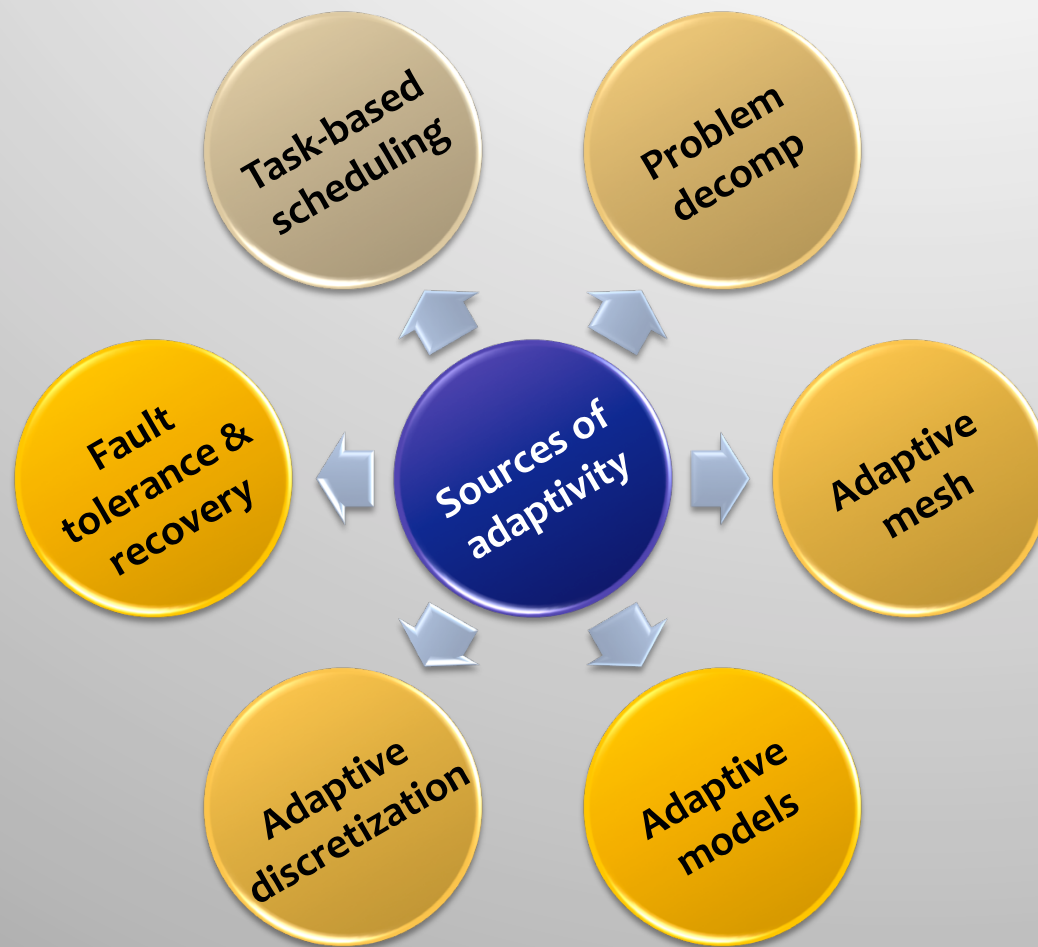 Task-based
scheduling
Problem
decomp
Fault
tolerance &
recovery
Sources of
adaptivity
Adaptive
mesh
Adaptive
discretization
Adaptive
models